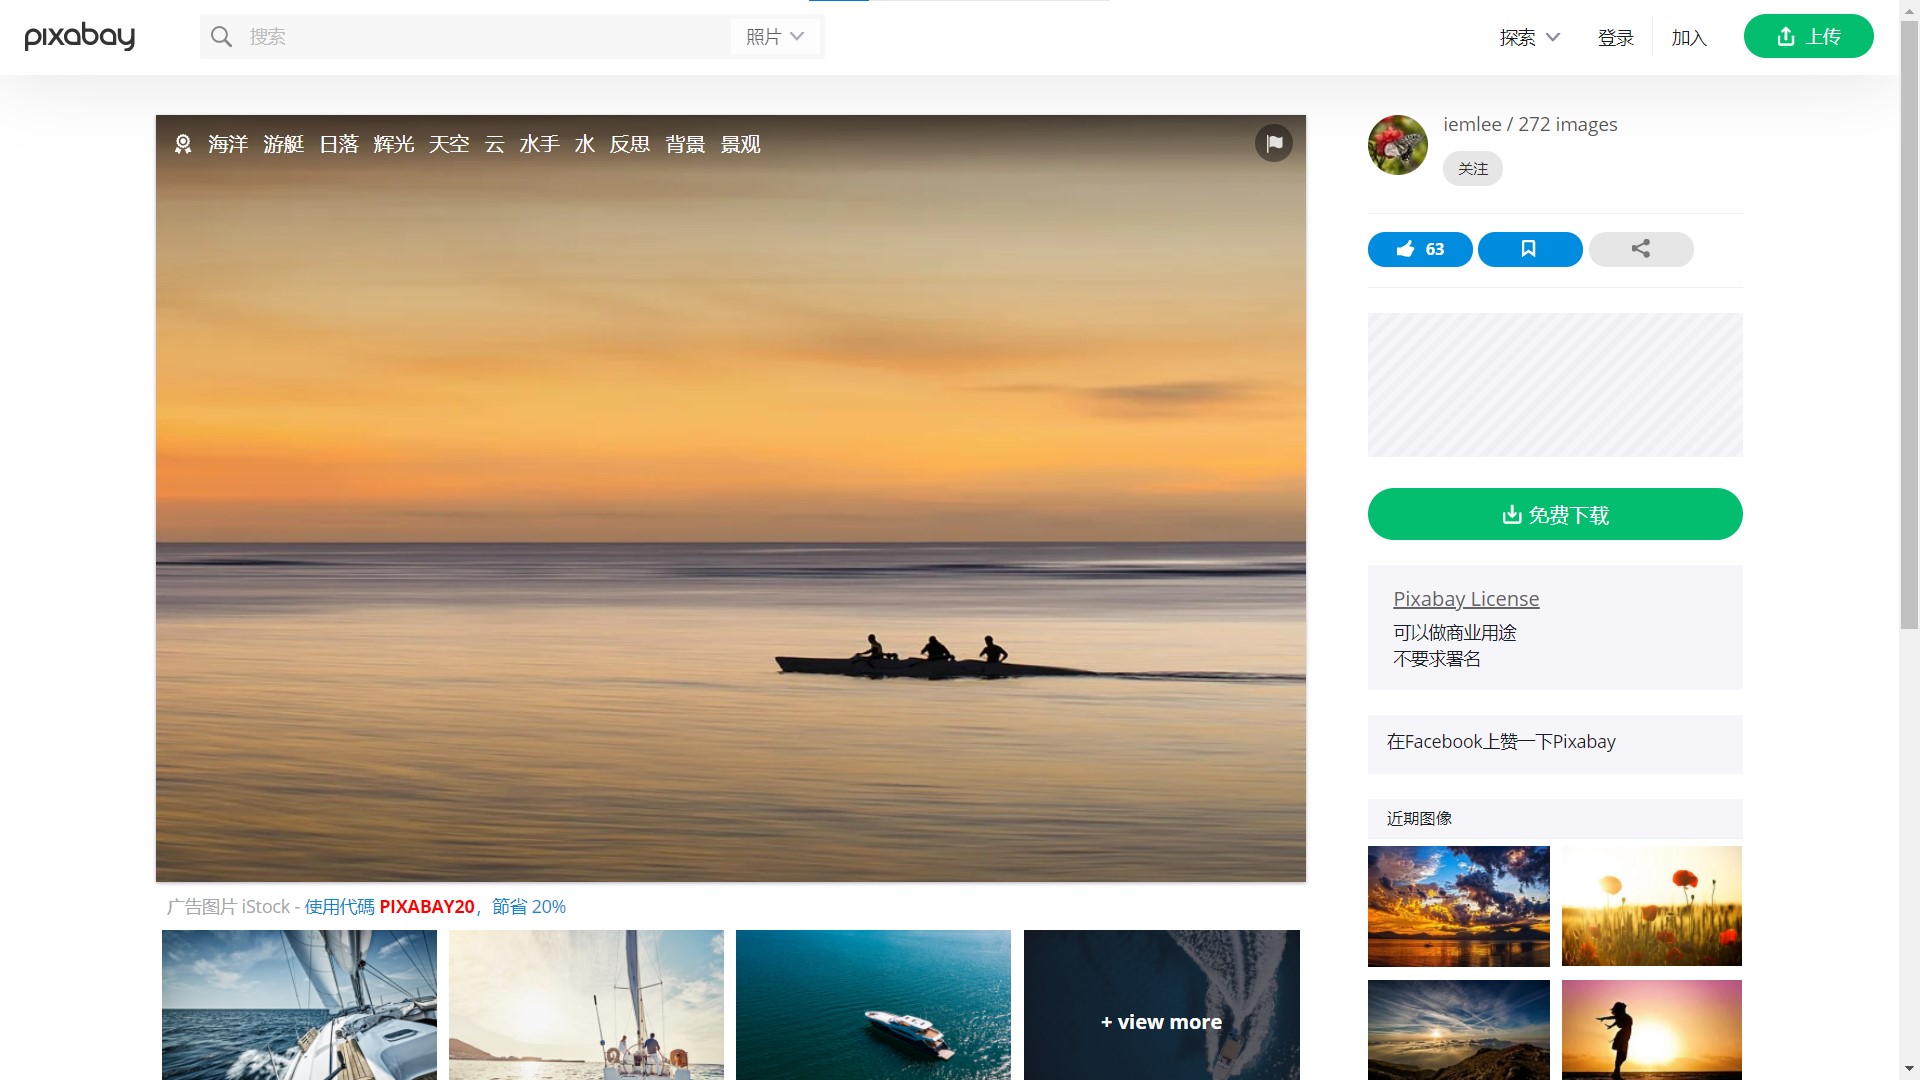 pixabay
搜索
照片
探索
登录
加入
上传
海洋 游艇 日落 辉光 天空 云 水手 水 反思 背景 景观
iemlee / 272 images
关注
63
免费下载
Pixabay License
可以做商业用途
不要求署名
在Facebook上赞一下Pixabay
近期图像
广告图片 iStock - 使用代碼 PIXABAY20，節省 20%
+ view more